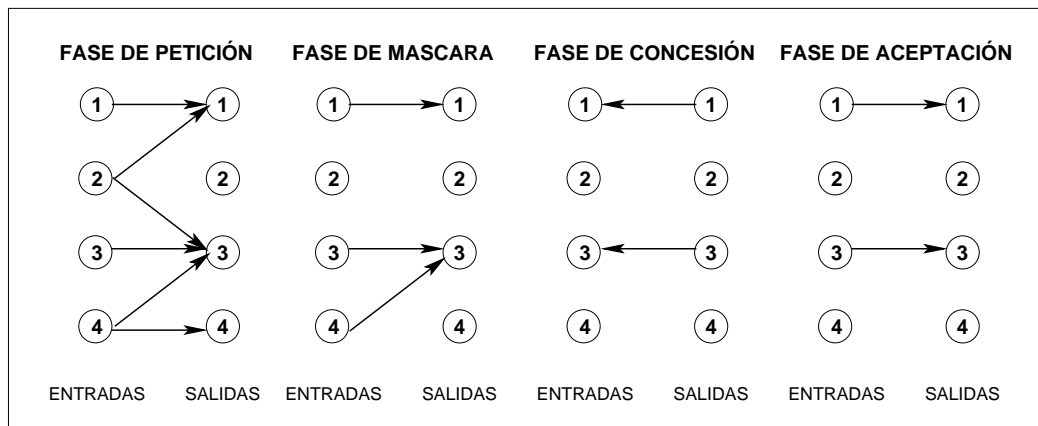 FASE DE PETICIÓN FASE DE MASCARA FASE DE CONCESIÓN FASE DE ACEPTACIÓN
1 1 1 1 1 1 1 1
2 2 2 2 2 2 2 2
3 3 3 3 3 3 3 3
4 4 4 4 4 4 4 4
ENTRADAS SALIDAS ENTRADAS SALIDAS ENTRADAS SALIDAS ENTRADAS SALIDAS